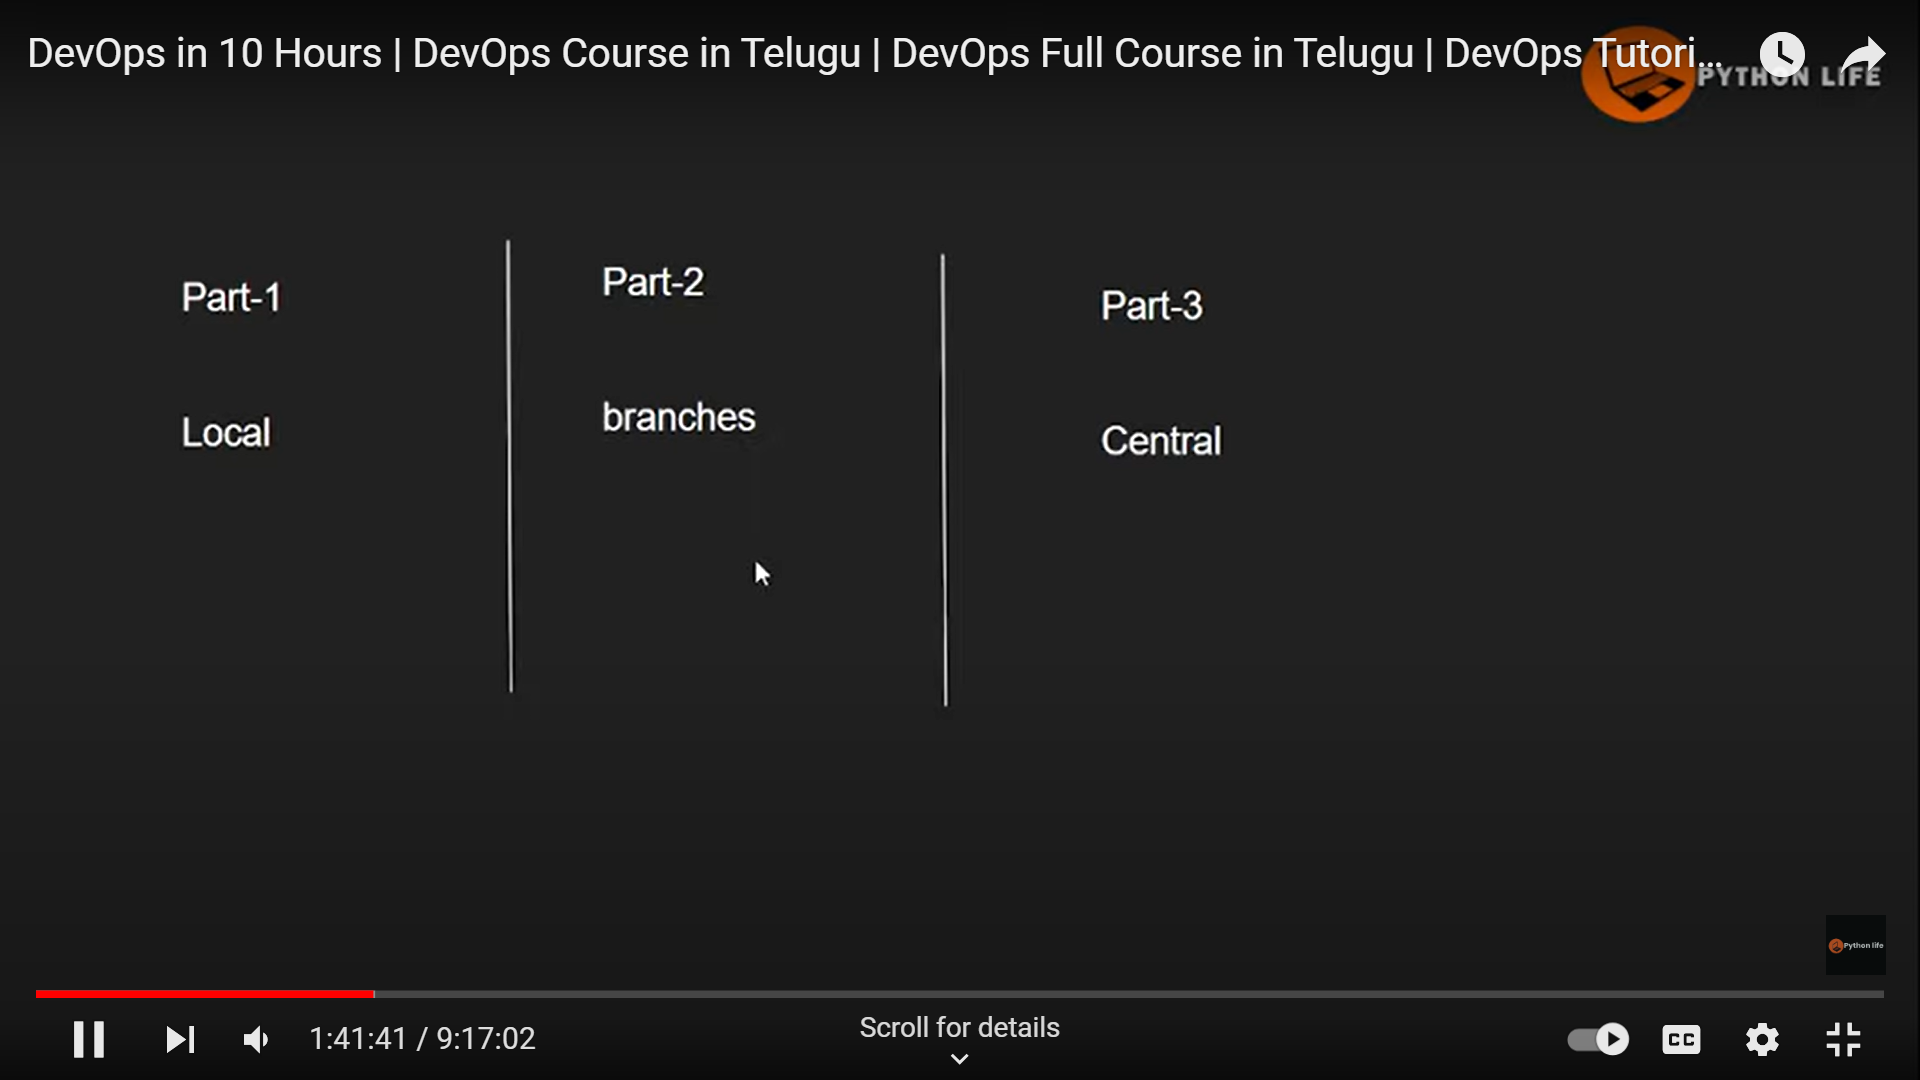 DevOps in 10 Hours | DevOps Course in Telugu | DevOps Full Course in Telugu | DevOps Tutori...
PYTHON LIFE
Part-1
Part-2
Part-3
Local
branches
Central
Python life
1:41:41 / 9:17:02
Scroll for details
CC